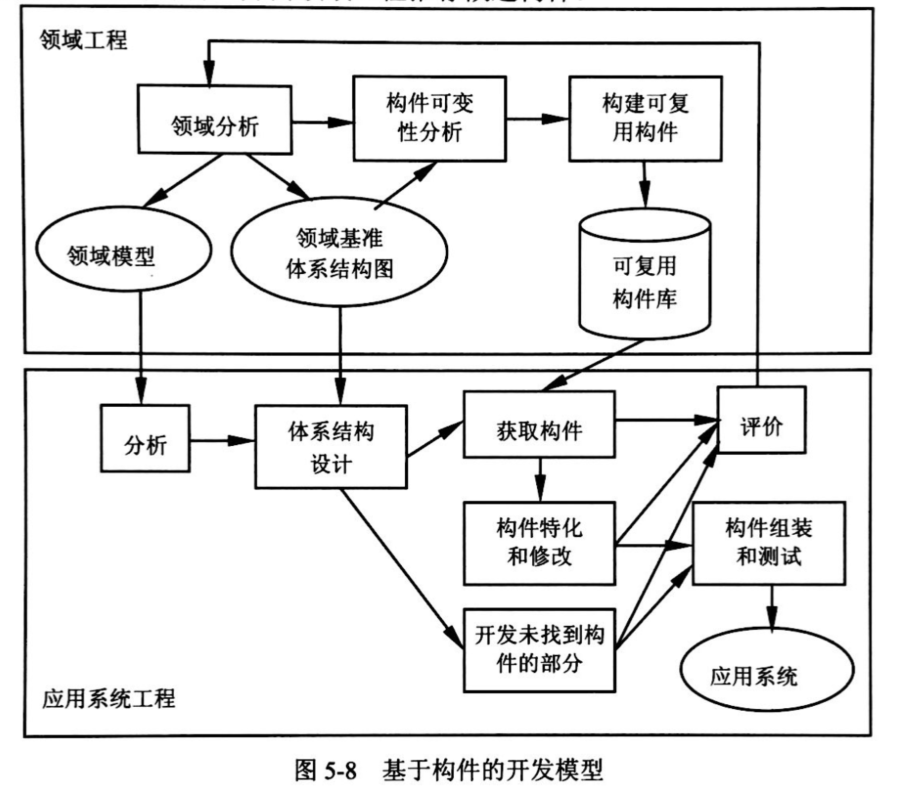 领域工程
领域分析
构件可变
性分析
构建可复
用构件
领域模型
领域基准
体系结构图
可复用
构件库
分析
体系结构
设计
获取构件
评价
构件特化
和修改
构件组装
和测试
开发未找到构
件的部分
应用系统
应用系统工程
图 5-8 基于构件的开发模型